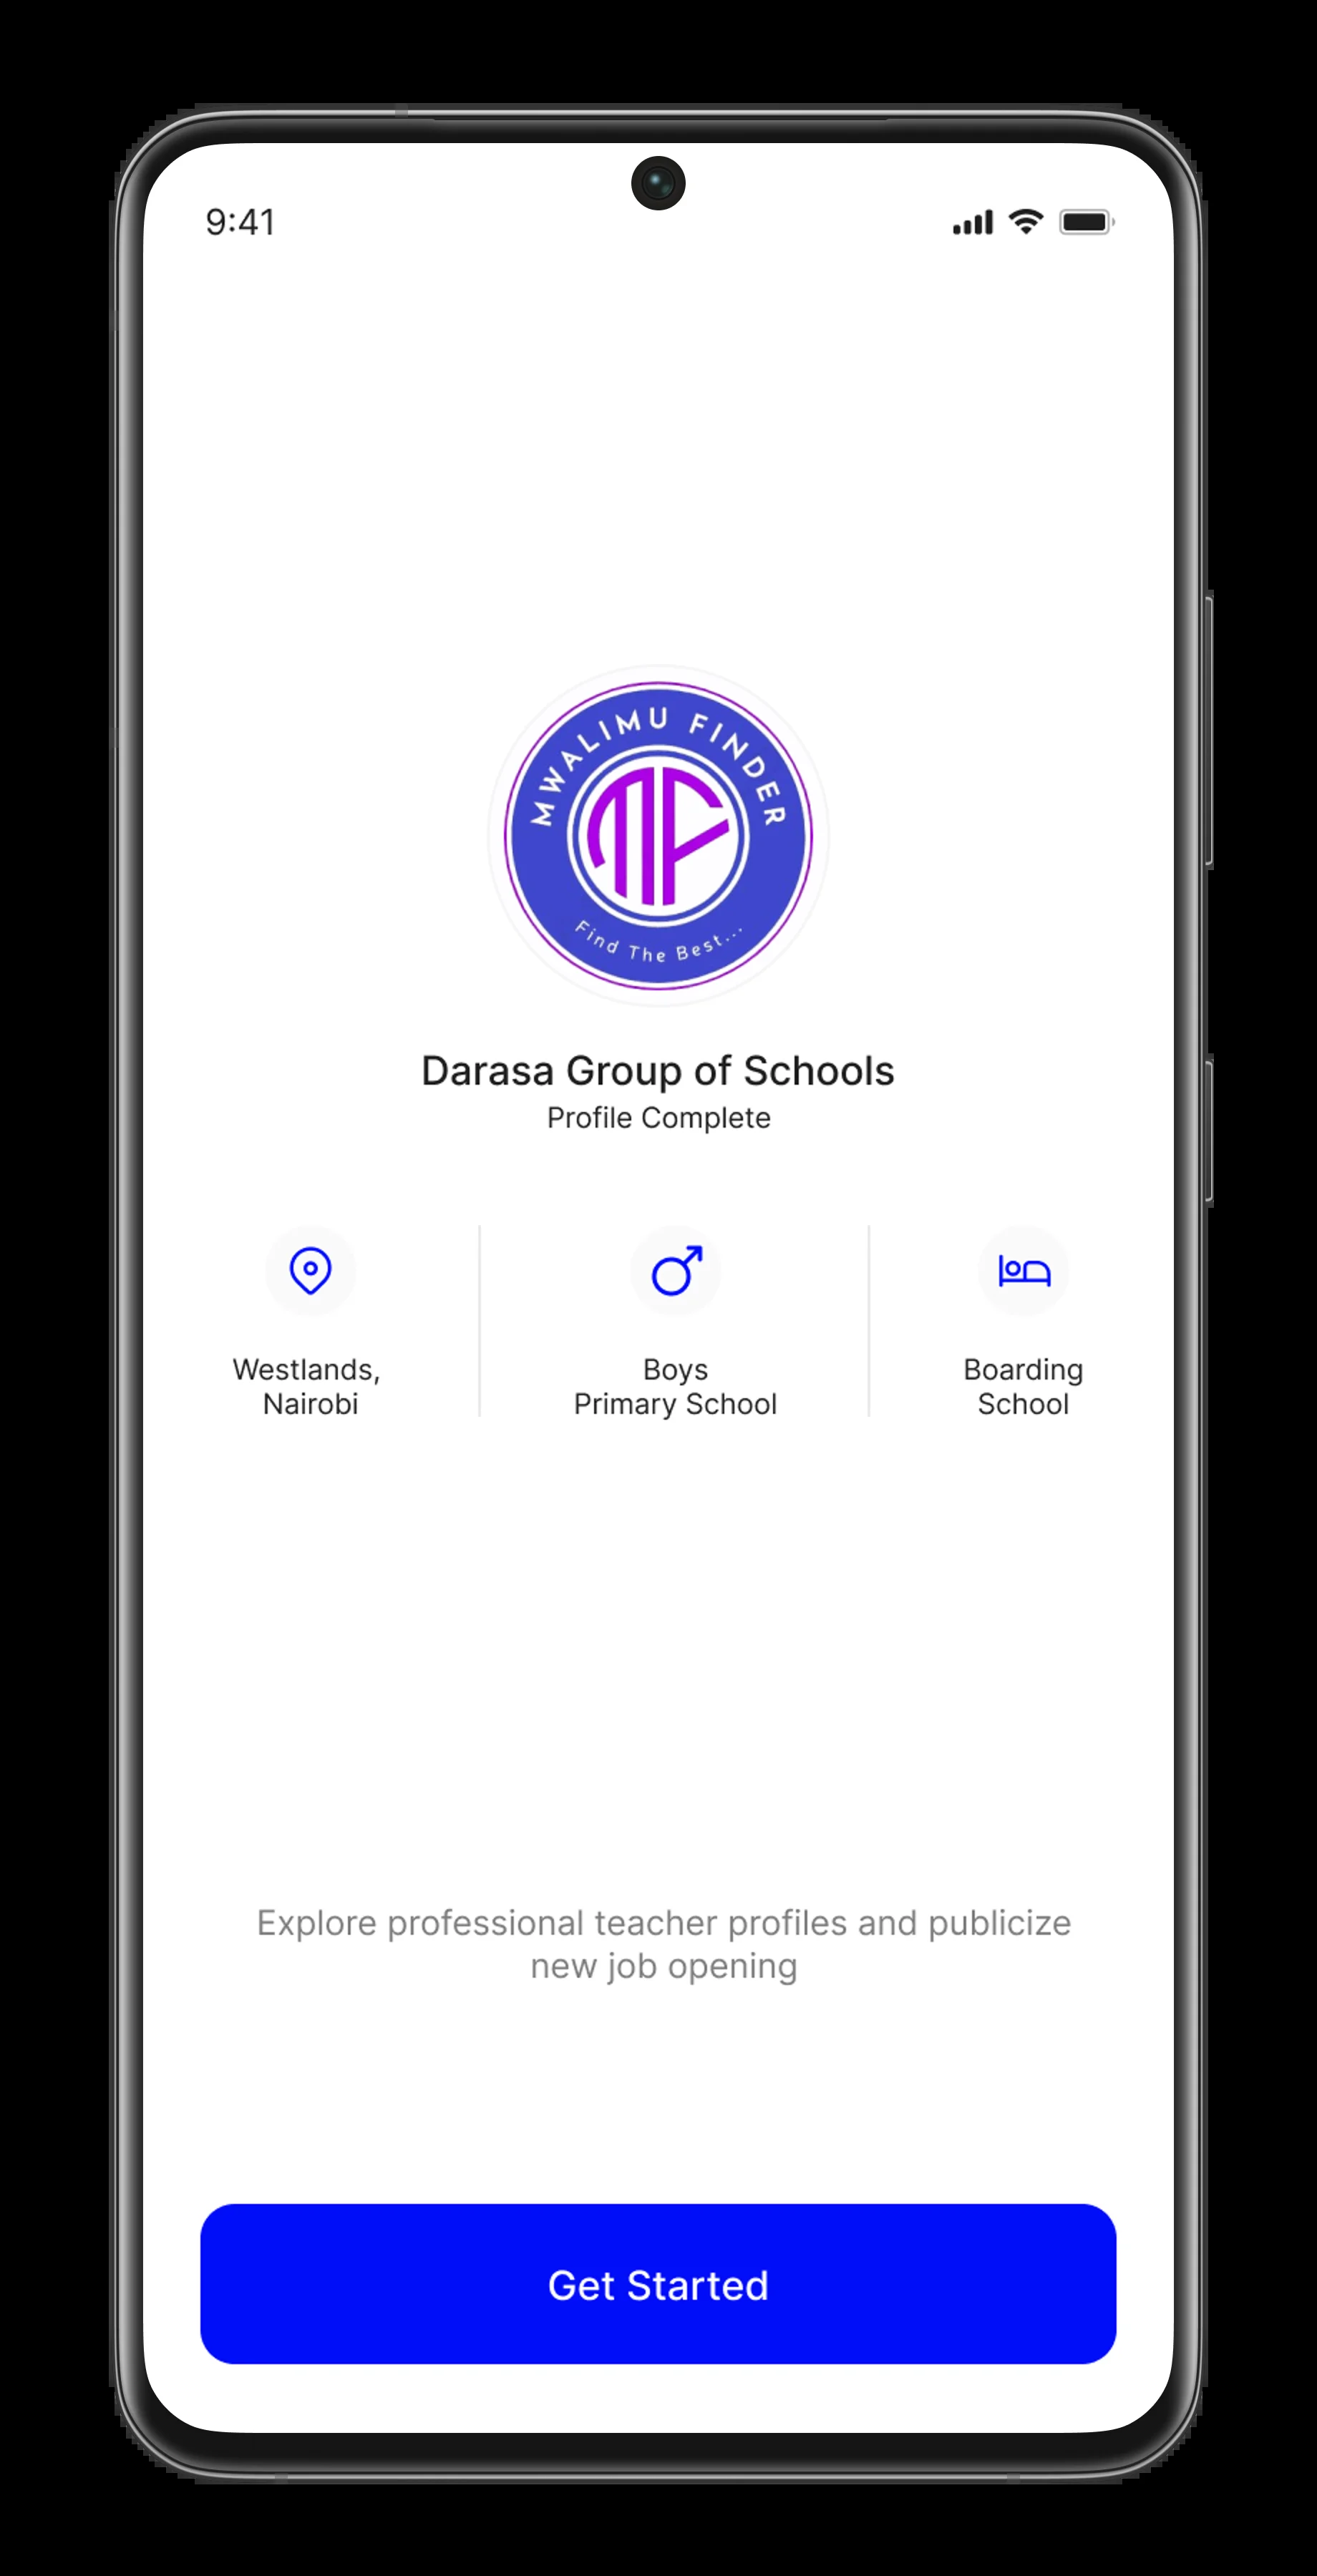 9:41
MWALIMU FINDER
Find The Best...
Darasa Group of Schools
Profile Complete
Westlands,
Nairobi
Boys
Primary School
Boarding
School
Explore professional teacher profiles and publicize
new job opening
Get Started